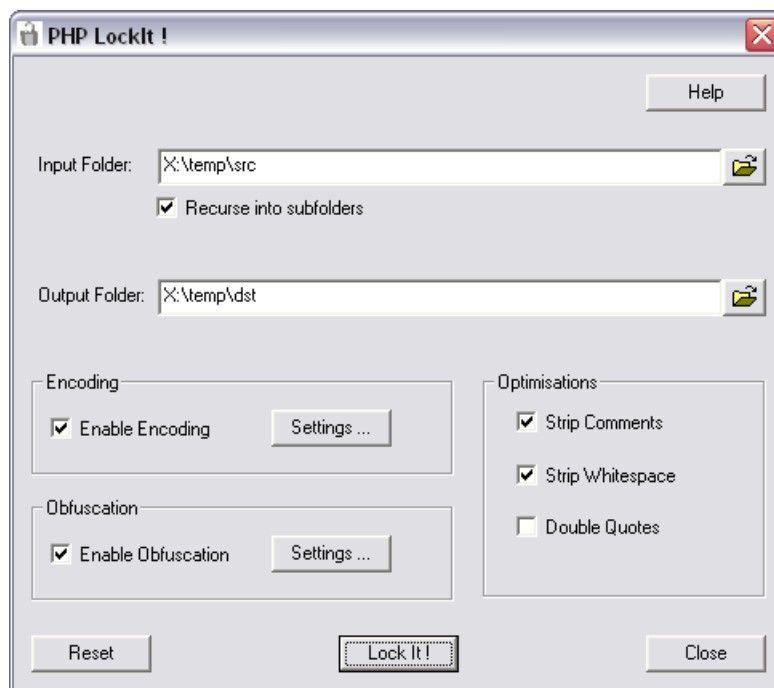 PHP LockIt !
Help
Input Folder: X:\temp\src
Recurse into subfolders
Output Folder: X:\temp\dst
Encoding
Enable Encoding Settings ...
Obfuscation
Enable Obfuscation Settings ...
Optimisations
Strip Comments
Strip Whitespace
Double Quotes
Reset Lock It ! Close